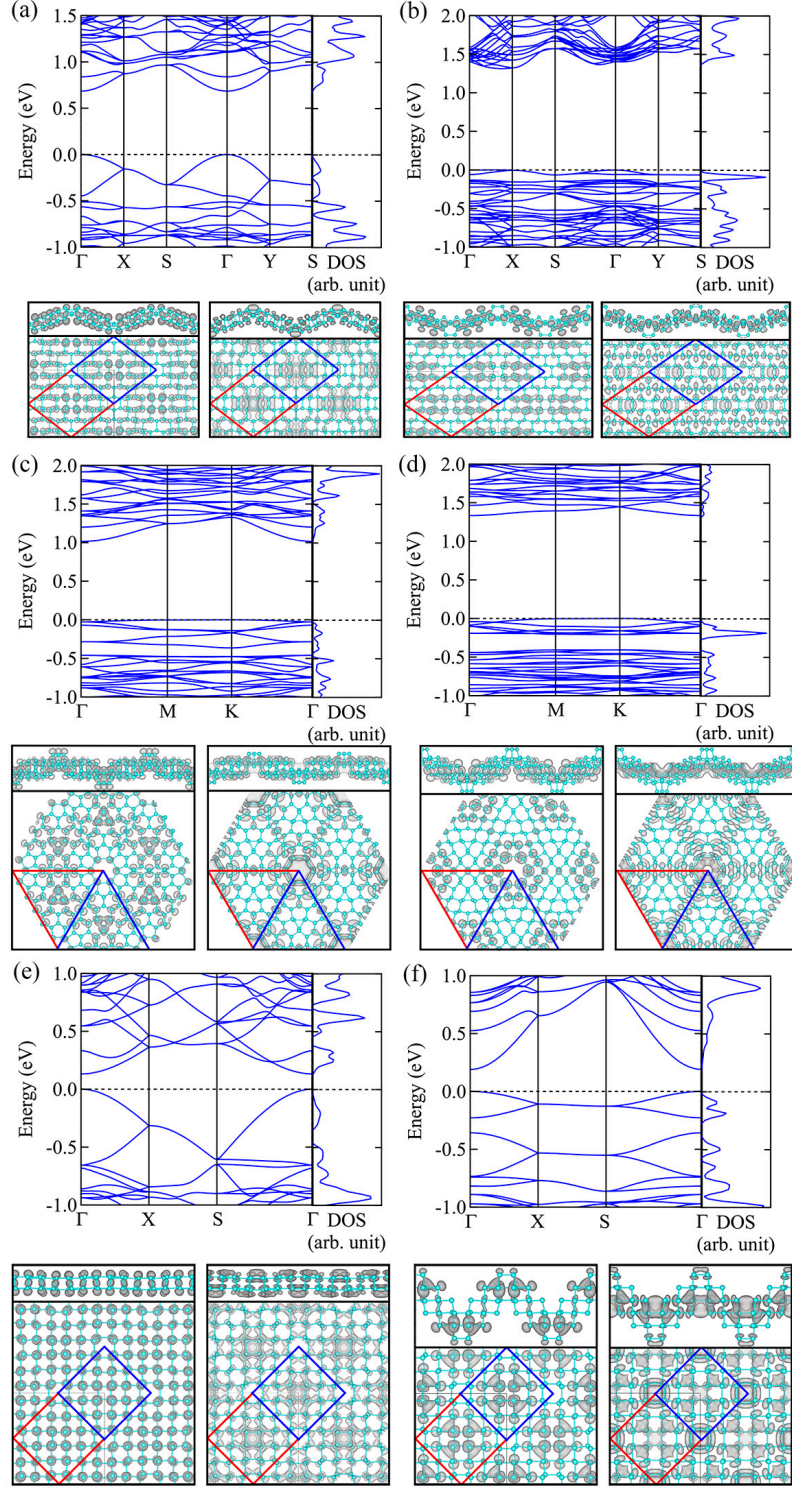 (a)
1.5
1.0
0.5
0.0
-0.5
-1.0
Energy (eV)
Γ X S Γ Y S DOS
(arb. unit)
(b)
2.0
1.5
1.0
0.5
0.0
-0.5
-1.0
Energy (eV)
Γ X S Γ Y S DOS
(arb. unit)
(c)
2.0
1.5
1.0
0.5
0.0
-0.5
-1.0
Energy (eV)
Γ M K Γ DOS
(arb. unit)
(d)
2.0
1.5
1.0
0.5
0.0
-0.5
-1.0
Energy (eV)
Γ M K Γ DOS
(arb. unit)
(e)
1.0
0.5
0.0
-0.5
-1.0
Energy (eV)
Γ X S Γ DOS
(arb. unit)
(f)
1.0
0.5
0.0
-0.5
-1.0
Energy (eV)
Γ X S Γ DOS
(arb. unit)